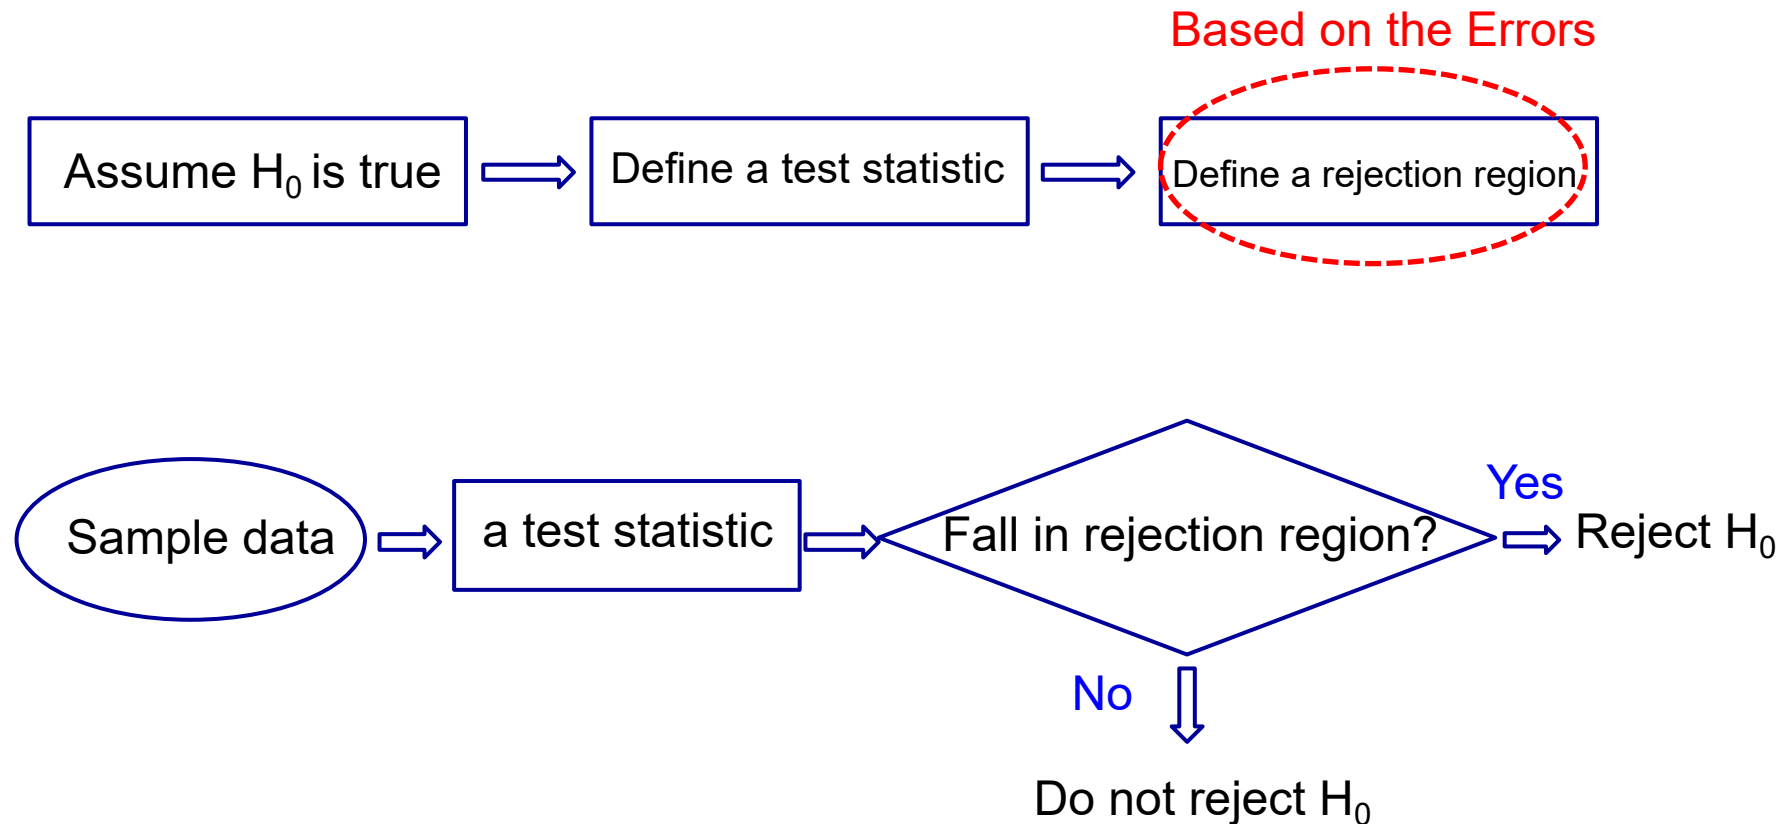 Based on the Errors
Assume H₀ is true
Define a test statistic
Define a rejection region
Sample data
a test statistic
Fall in rejection region?
Yes
Reject H₀
No
Do not reject H₀